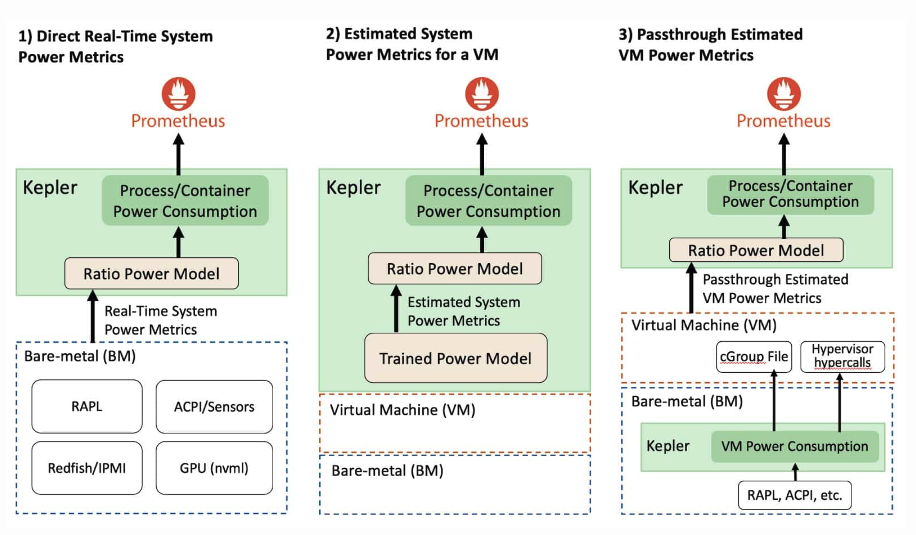 1) Direct Real-Time System
Power Metrics
Prometheus
Kepler
Process/Container
Power Consumption
Ratio Power Model
Real-Time System
Power Metrics
Bare-metal (BM)
RAPL
ACPI/Sensors
Redfish/IPMI
GPU (nvml)
2) Estimated System
Power Metrics for a VM
Prometheus
Kepler
Process/Container
Power Consumption
Ratio Power Model
Estimated System
Power Metrics
Trained Power Model
Virtual Machine (VM)
Bare-metal (BM)
3) Passthrough Estimated
VM Power Metrics
Prometheus
Kepler
Process/Container
Power Consumption
Ratio Power Model
Passthrough Estimated
VM Power Metrics
Virtual Machine (VM)
cGroup File
Hypervisor
hypercalls
Bare-metal (BM)
Kepler
VM Power Consumption
RAPL, ACPI, etc.